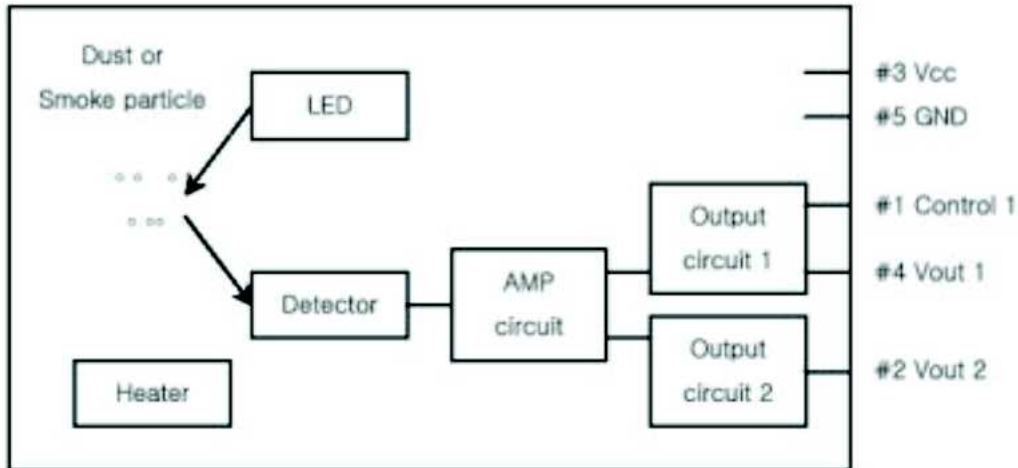 Dust or
Smoke particle
LED
Detector
Heater
AMP
circuit
Output
circuit 1
Output
circuit 2
#3 Vcc
#5 GND
#1 Control 1
#4 Vout 1
#2 Vout 2